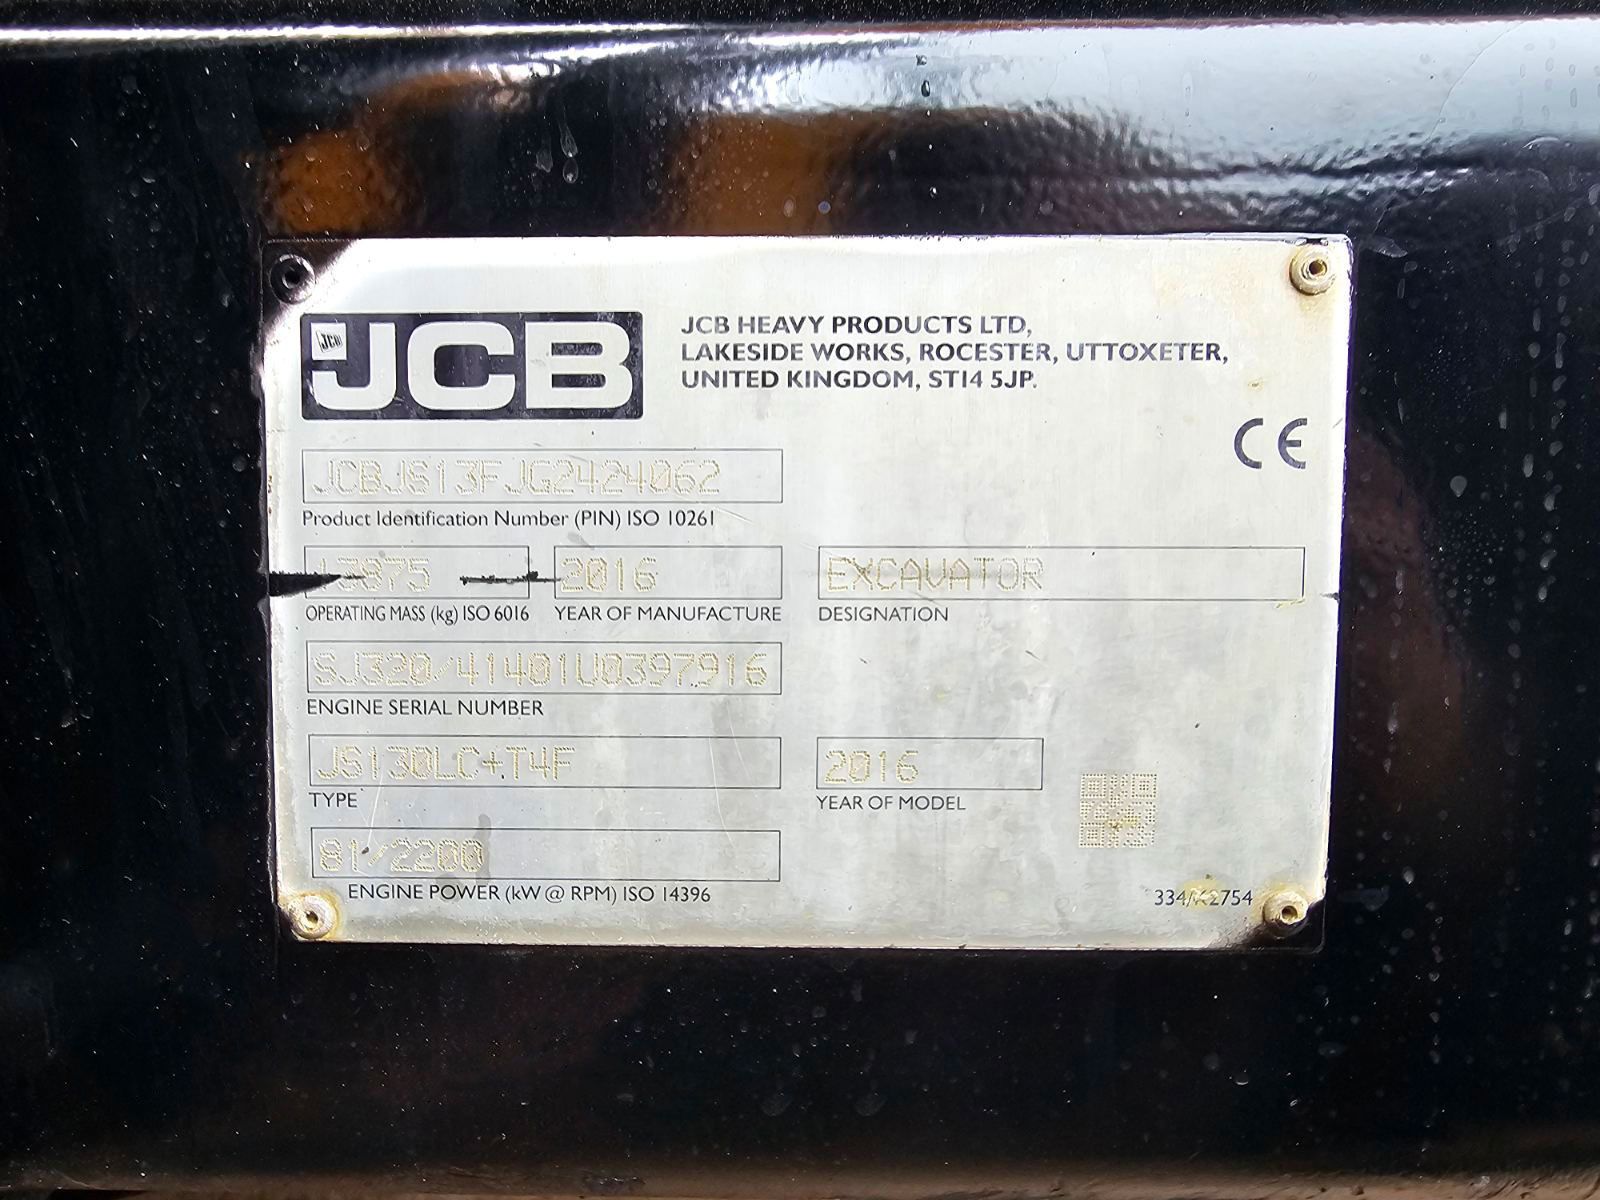 JCB
JCB HEAVY PRODUCTS LTD,
LAKESIDE WORKS, ROCESTER, UTTOXETER,
UNITED KINGDOM, ST14 5JP.
CE
JCBJS13FJG2424062
Product Identification Number (PIN) ISO 10261
13875 2016 EXCAVATOR
OPERATING MASS (kg) ISO 6016 YEAR OF MANUFACTURE DESIGNATION
SJ320/41401U0397916
ENGINE SERIAL NUMBER
JS130LC+T4F 2016
TYPE YEAR OF MODEL
81/2200
ENGINE POWER (kW @ RPM) ISO 14396